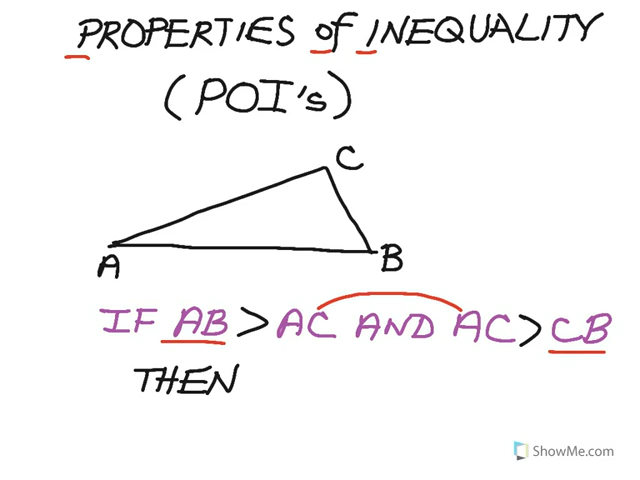 PROPERTIES of INEQUALITY
(POI's)
C
A
B
IF AB > AC AND AC > CB
THEN
ShowMe.com